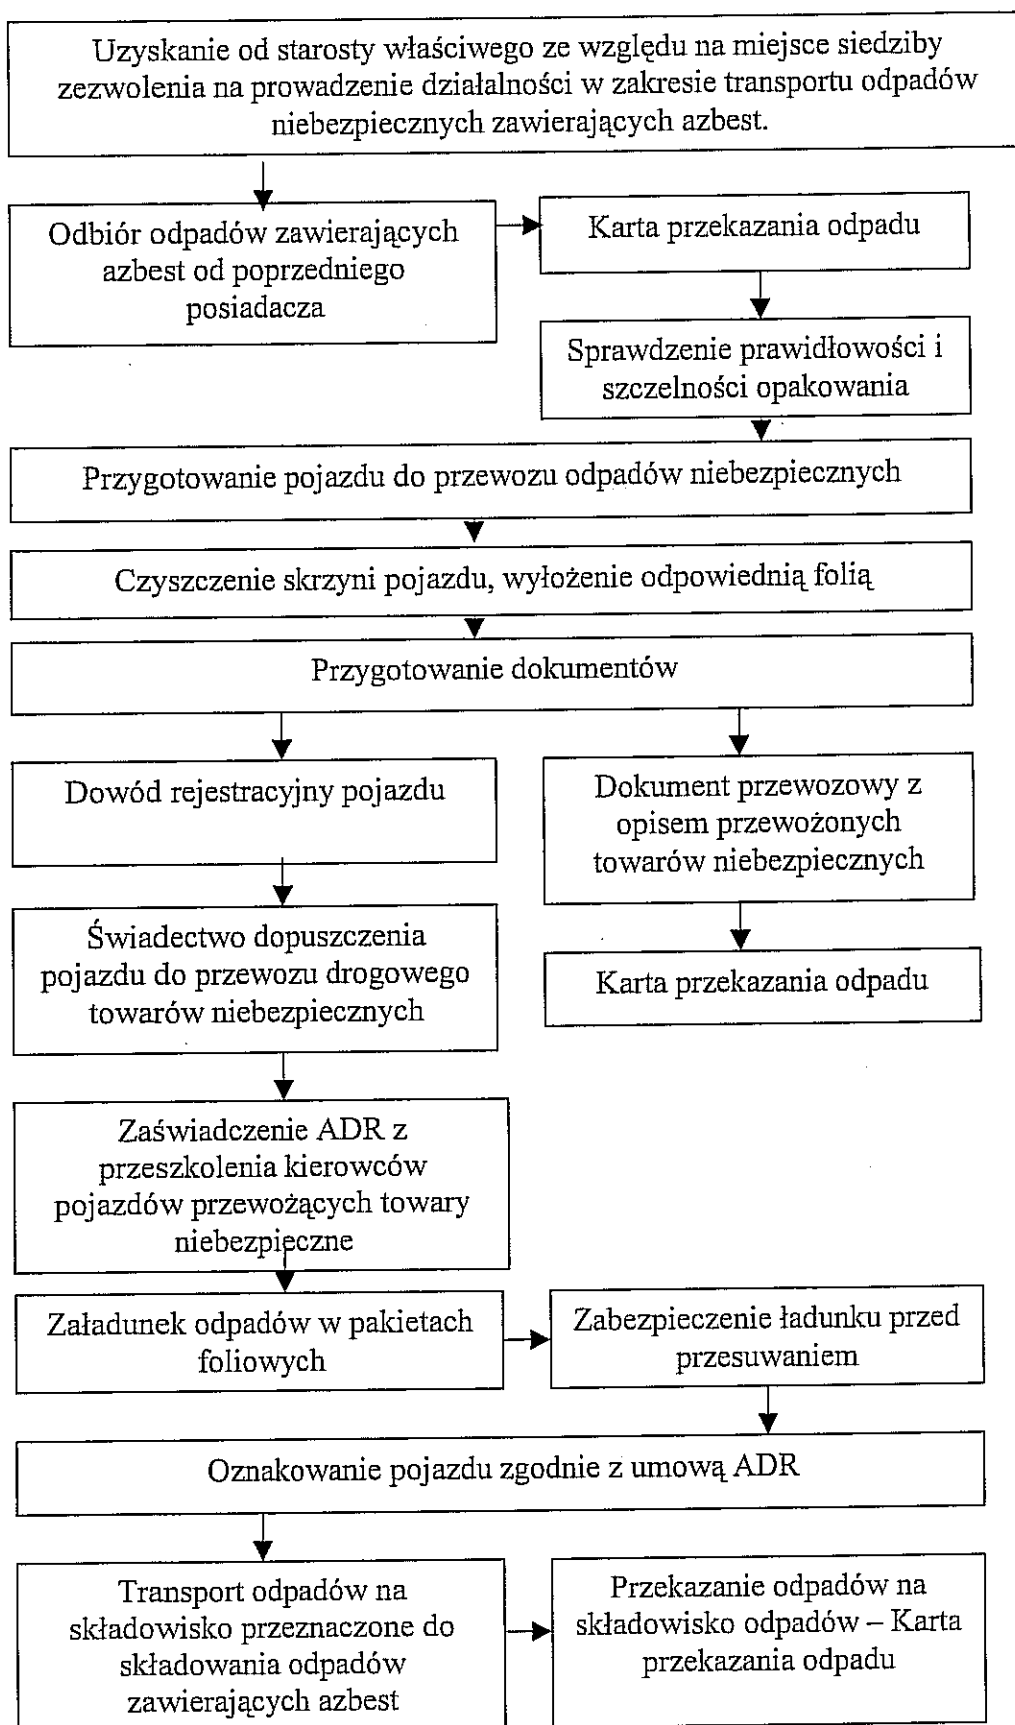 Uzyskanie od starosty właściwego ze względu na miejsce siedziby
zezwolenia na prowadzenie działalności w zakresie transportu odpadów
niebezpiecznych zawierających azbest.
Odbiór odpadów zawierających
azbest od poprzedniego
posiadacza
Karta przekazania odpadu
Sprawdzenie prawidłowości i
szczelności opakowania
Przygotowanie pojazdu do przewozu odpadów niebezpiecznych
Czyszczenie skrzyni pojazdu, wyłożenie odpowiednią folią
Przygotowanie dokumentów
Dowód rejestracyjny pojazdu
Świadectwo dopuszczenia
pojazdu do przewozu drogowego
towarów niebezpiecznych
Zaświadczenie ADR z
przeszkolenia kierowców
pojazdów przewożących towary
niebezpieczne
Dokument przewozowy z
opisem przewożonych
towarów niebezpiecznych
Karta przekazania odpadu
Załadunek odpadów w pakietach
foliowych
Zabezpieczenie ładunku przed
przesuwaniem
Oznakowanie pojazdu zgodnie z umową ADR
Transport odpadów na
składowisko przeznaczone do
składowania odpadów
zawierających azbest
Przekazanie odpadów na
składowisko odpadów – Karta
przekazania odpadu